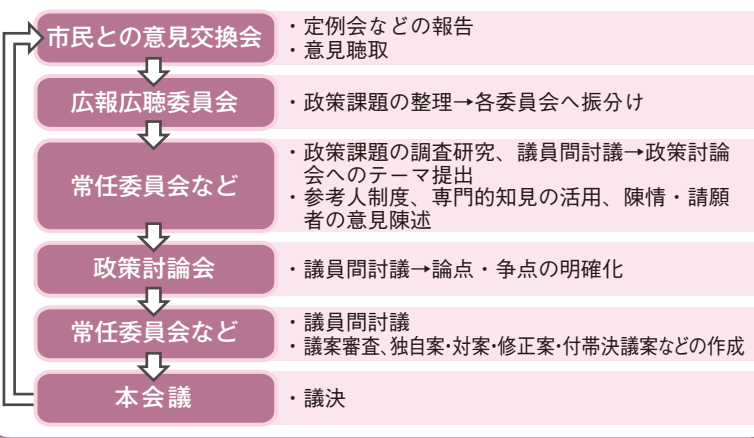 市民との意見交換会
・定例会などの報告
・意見聴取
広報広聴委員会
・政策課題の整理→各委員会へ振分け
常任委員会など
・政策課題の調査研究、議員間討議→政策討論
会へのテーマ提出
・参考人制度、専門的知見の活用、陳情・請願
者の意見陳述
政策討論会
・議員間討議→論点・争点の明確化
常任委員会など
・議員間討議
・議案審査、独自案・対案・修正案・付帯決議案などの作成
本会議
・議決